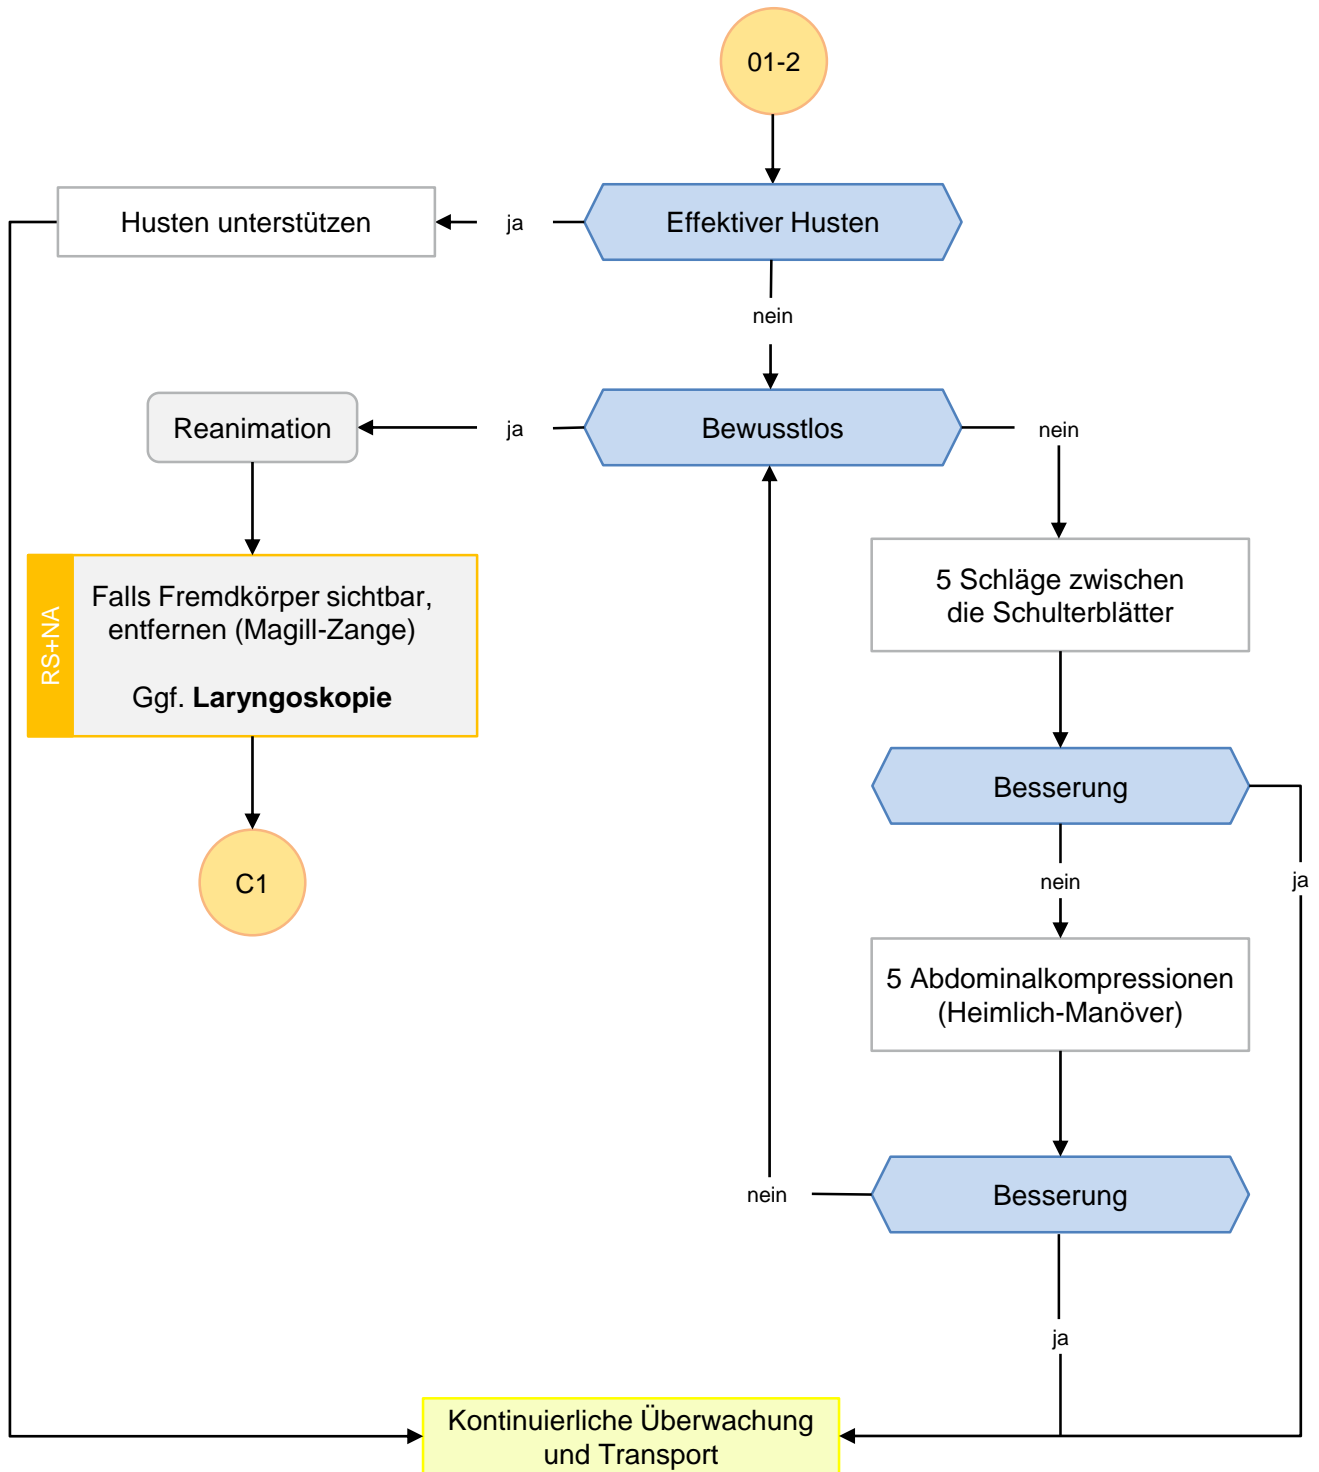 01-2
Husten unterstützen
ja
Effektiver Husten
nein
Reanimation
ja
Bewusstlos
nein
RS+NA
Falls Fremdkörper sichtbar,
entfernen (Magill-Zange)
Ggf. Laryngoskopie
5 Schläge zwischen
die Schulterblätter
C1
Besserung
nein
ja
5 Abdominalkompressionen
(Heimlich-Manöver)
nein
Besserung
ja
Kontinuierliche Überwachung
und Transport